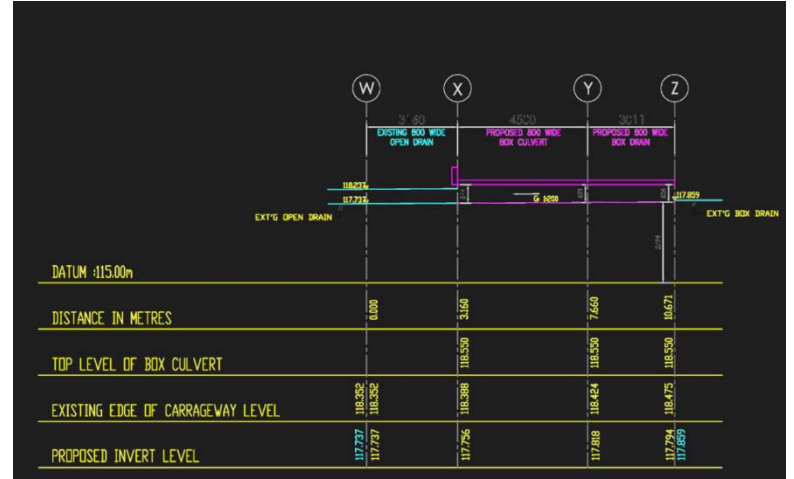 W X Y Z
3160 4500 3011
EXISTING 800 WIDE
OPEN DRAIN
PROPOSED 800 WIDE
BOX CULVERT
PROPOSED 800 WIDE
BOX DRAIN
118.237
117.737
G 1:200
117.859
EXT'G OPEN DRAIN
EXT'G BOX DRAIN
2794
DATUM :115.00m
DISTANCE IN METRES 0.000 3.160 7.660 10.671
TOP LEVEL OF BOX CULVERT 118.550 118.550 118.550
EXISTING EDGE OF CARRAGEWAY LEVEL 118.352 118.352 118.388 118.424 118.475
PROPOSED INVERT LEVEL 117.737 117.737 117.756 117.818 117.794 117.859